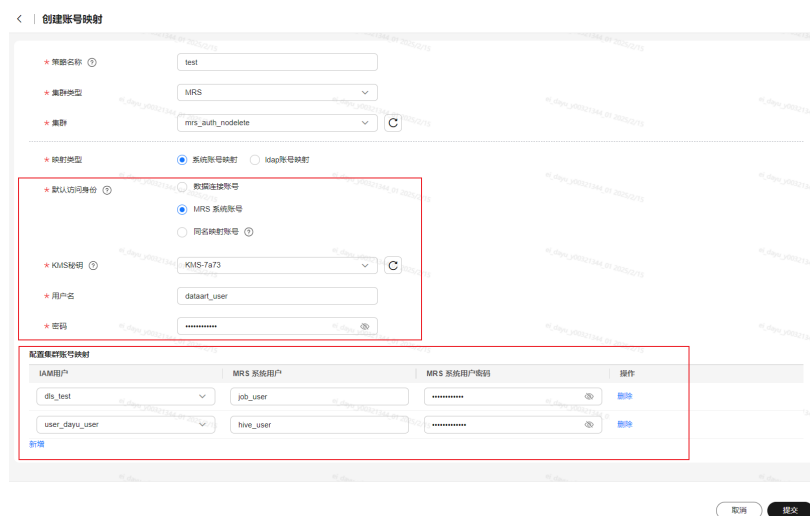 创建账号映射
* 策略名称
test
* 集群类型
MRS
* 集群
mrs_auth_nodelete
* 映射类型
系统账号映射
ldap账号映射
* 默认访问身份
数据连接账号
MRS 系统账号
同名映射账号
* KMS秘钥
KMS-7a73
* 用户名
dataart_user
* 密码
••••••••••••
配置集群账号映射
IAM用户 MRS 系统用户 MRS 系统用户密码 操作
dls_test job_user •••••••••••• 删除
user_dayu_user hive_user ••••••••••••• 删除
新增
取消 提交